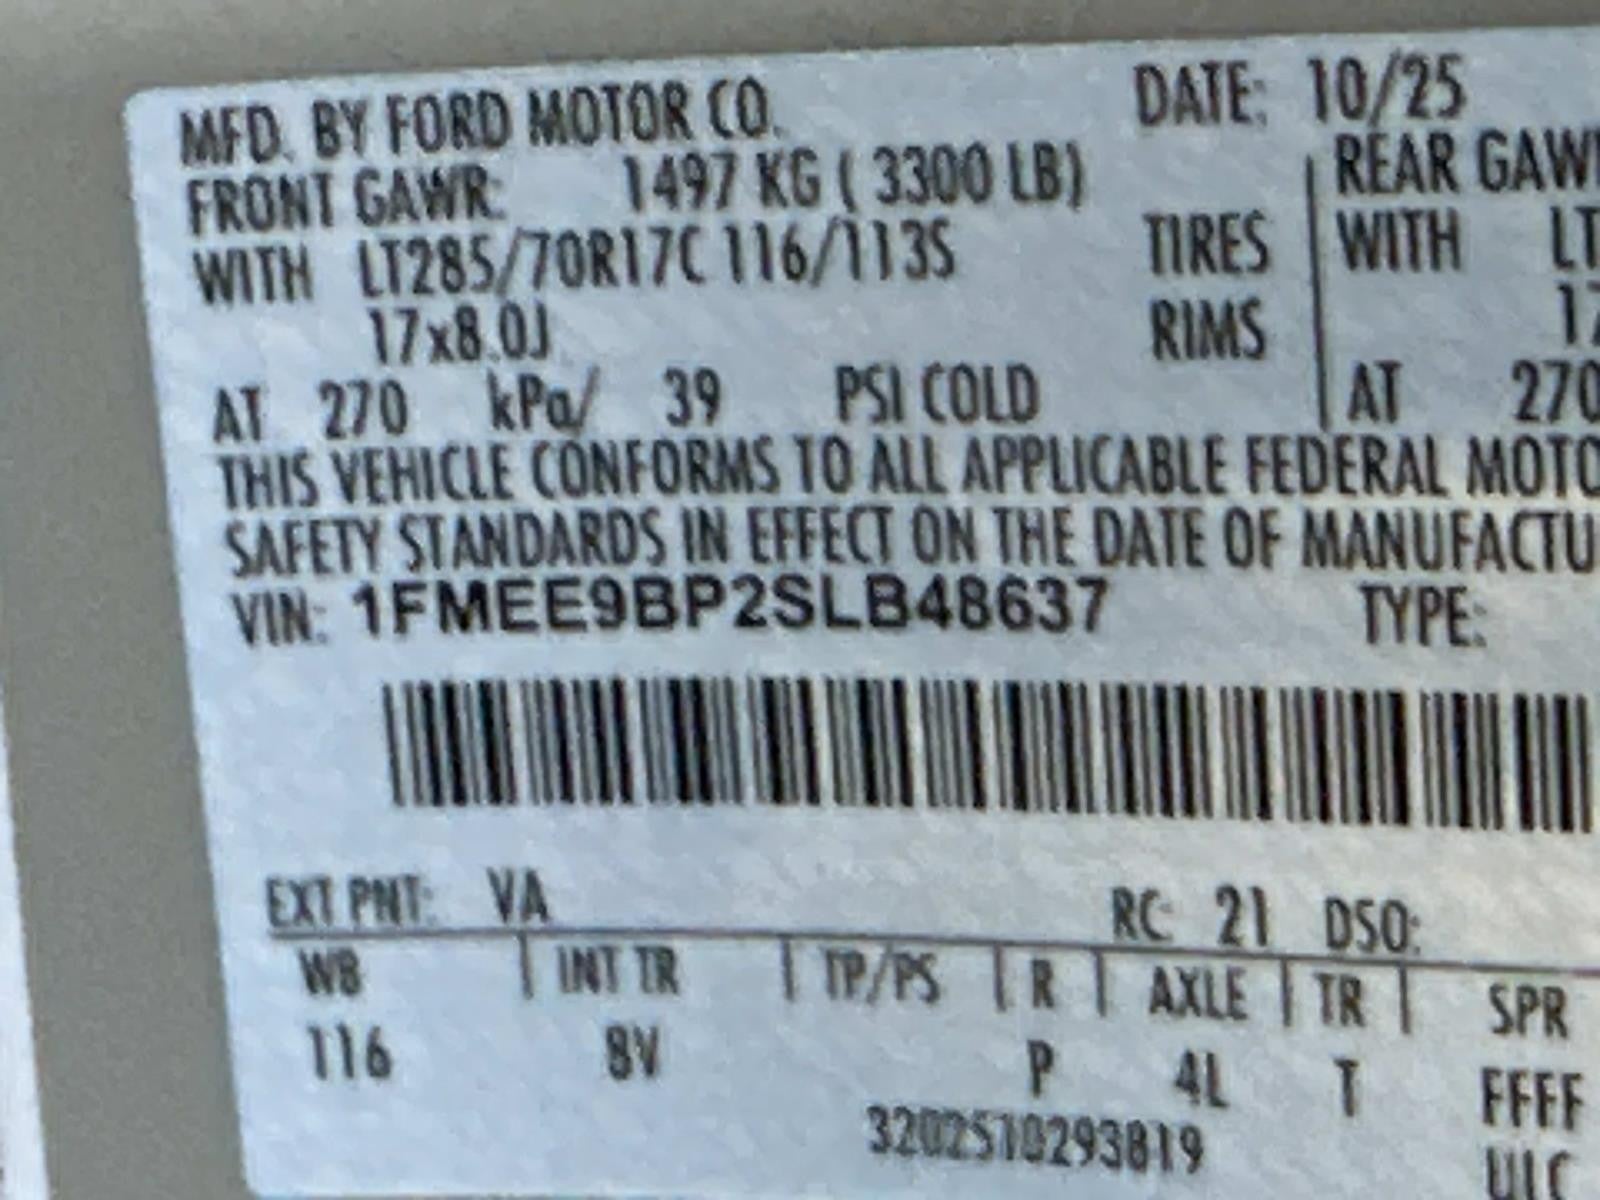 MFD. BY FORD MOTOR CO. DATE: 10/25
FRONT GAWR: 1497 KG ( 3300 LB) REAR GAW
WITH LT285/70R17C 116/113S TIRES WITH LT
17x8.0J RIMS 17
AT 270 kPa/ 39 PSI COLD AT 270
THIS VEHICLE CONFORMS TO ALL APPLICABLE FEDERAL MOTO
SAFETY STANDARDS IN EFFECT ON THE DATE OF MANUFACTU
VIN: 1FMEE9BP2SLB48637 TYPE:
EXT PNT: VA RC: 21 DSO:
WB | INT TR | TP/PS | R | AXLE | TR | SPR
116 8V P 4L T FFFF
3202510293819